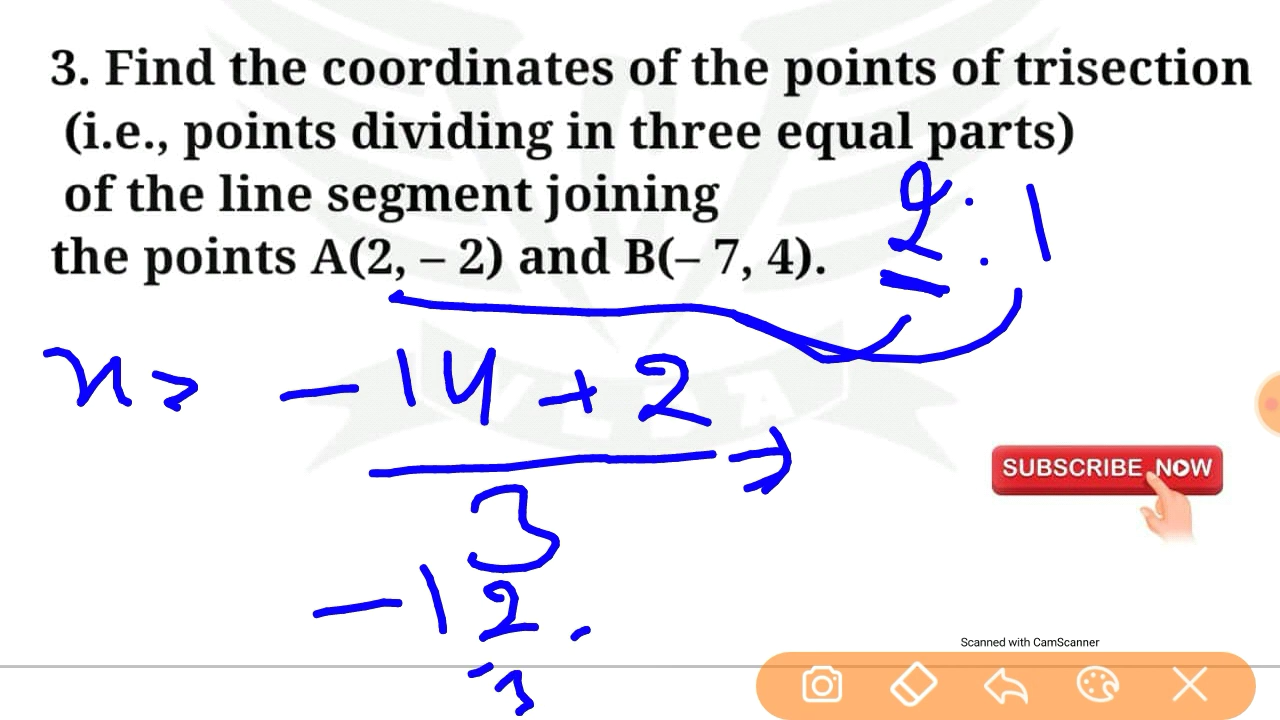 3. Find the coordinates of the points of trisection
(i.e., points dividing in three equal parts)
of the line segment joining
the points A(2, – 2) and B(– 7, 4).
2 : 1
x = -14 + 2
3
-12
3
SUBSCRIBE NOW
Scanned with CamScanner